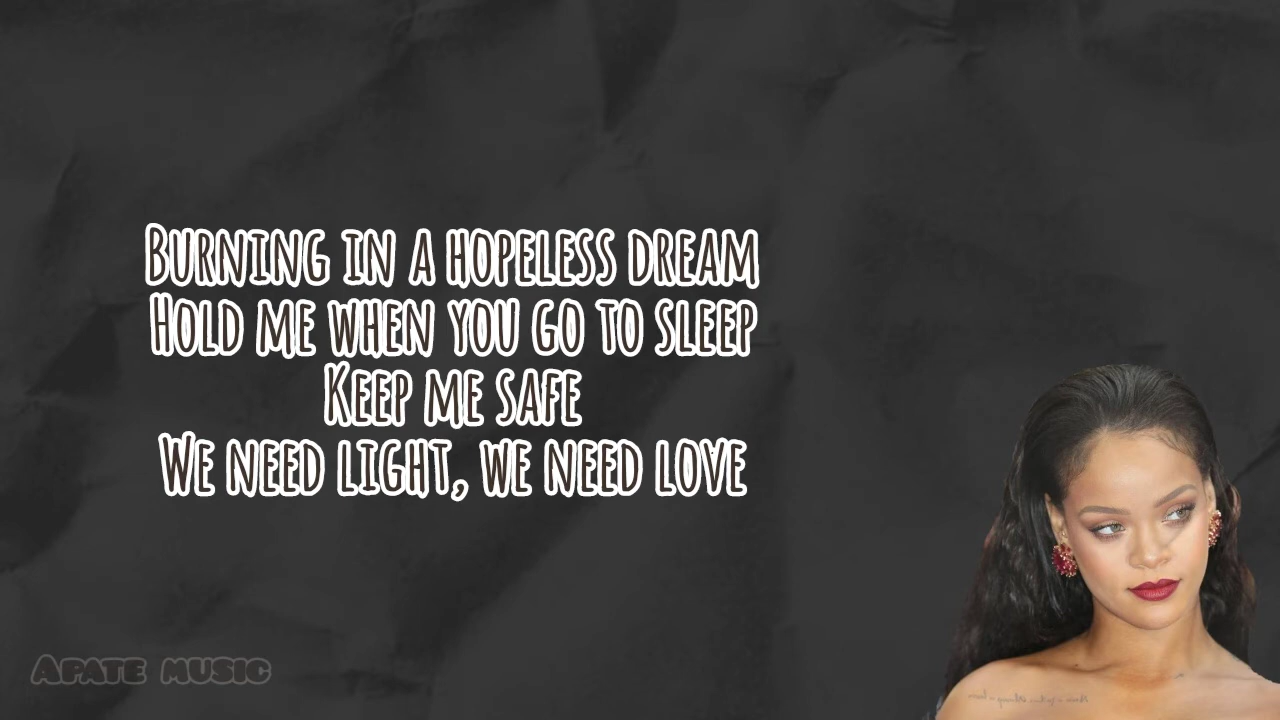 Burning in a hopeless dream
Hold me when you go to sleep
Keep me safe
We need light, we need love
Apate music